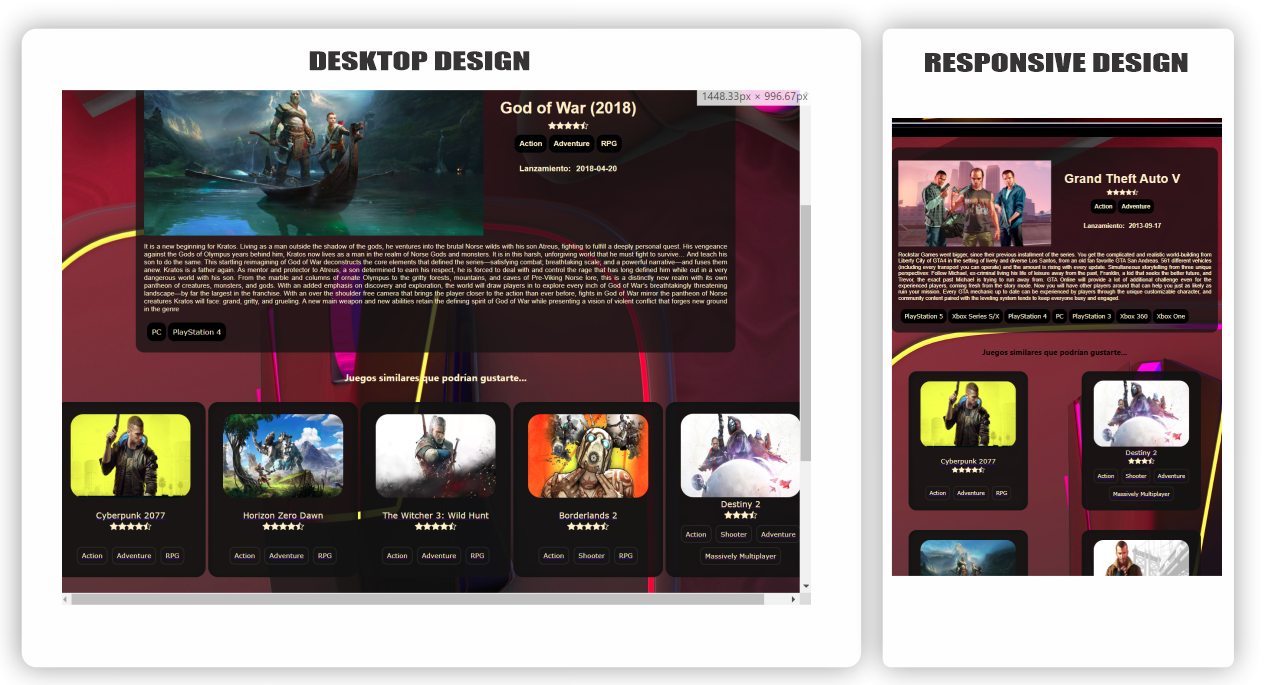 DESKTOP DESIGN
1448.33px × 996.67px
God of War (2018)
Action Adventure RPG
Lanzamiento: 2018-04-20
It is a new beginning for Kratos. Living as a man outside the shadow of the gods, he ventures into the brutal Norse wilds with his son Atreus, fighting to fulfill a deeply personal quest. His vengeance
against the Gods of Olympus years behind him, Kratos now lives as a man in the realm of Norse Gods and monsters. It is in this harsh, unforgiving world that he must fight to survive… And teach his
son to do the same. This startling reimagining of God of War deconstructs the core elements that defined the series—satisfying combat; breathtaking scale; and a powerful narrative—and fuses them
anew. Kratos is a father again. As mentor and protector to Atreus, a son determined to earn his respect, he is forced to deal with and control the rage that has long defined him while out in a very
dangerous world with his son. From the marble and columns of ornate Olympus to the gritty forests, mountains, and caves of Pre-Viking Norse lore, this is a distinctly new realm with its own
pantheon of creatures, monsters, and gods. With an added emphasis on discovery and exploration, the world will draw players in to explore every inch of God of War's breathtakingly threatening
landscape—by far the largest in the franchise. With an over the shoulder free camera that brings the player closer to the action than ever before, fights in God of War mirror the pantheon of Norse
creatures Kratos will face: grand, gritty, and grueling. A new main weapon and new abilities retain the defining spirit of God of War while presenting a vision of violent conflict that forges new ground
in the genre
PC PlayStation 4
Juegos similares que podrían gustarte...
Cyberpunk 2077
Action Adventure RPG
Horizon Zero Dawn
Action Adventure RPG
The Witcher 3: Wild Hunt
Action Adventure RPG
Borderlands 2
Action Shooter RPG
Destiny 2
Action Shooter Adventure
Massively Multiplayer
RESPONSIVE DESIGN
Grand Theft Auto V
Action Adventure
Lanzamiento: 2013-09-17
Rockstar Games went bigger, since their previous installment of the series. You get the complicated and realistic world-building from
Liberty City of GTA4 in the setting of lively and diverse Los Santos, from an old fan favorite GTA San Andreas. 561 different vehicles
(including every transport you can operate) and the amount is rising with every update. Simultaneous storytelling from three unique
perspectives: Follow Michael, ex-criminal living his life of leisure away from the past, Franklin, a kid that seeks the better future, and
Trevor, the exact past Michael is trying to run away from. GTA Online will provide a lot of additional challenge even for the
experienced players, coming fresh from the story mode. Now you will have other players around that can help you just as likely as
ruin your mission. Every GTA mechanic up to date can be experienced by players through the unique customizable character, and
community content paired with the leveling system tends to keep everyone busy and engaged.
PlayStation 5 Xbox Series S/X PlayStation 4 PC PlayStation 3 Xbox 360 Xbox One
Juegos similares que podrían gustarte...
Cyberpunk 2077
Action Adventure RPG
Destiny 2
Action Shooter Adventure
Massively Multiplayer